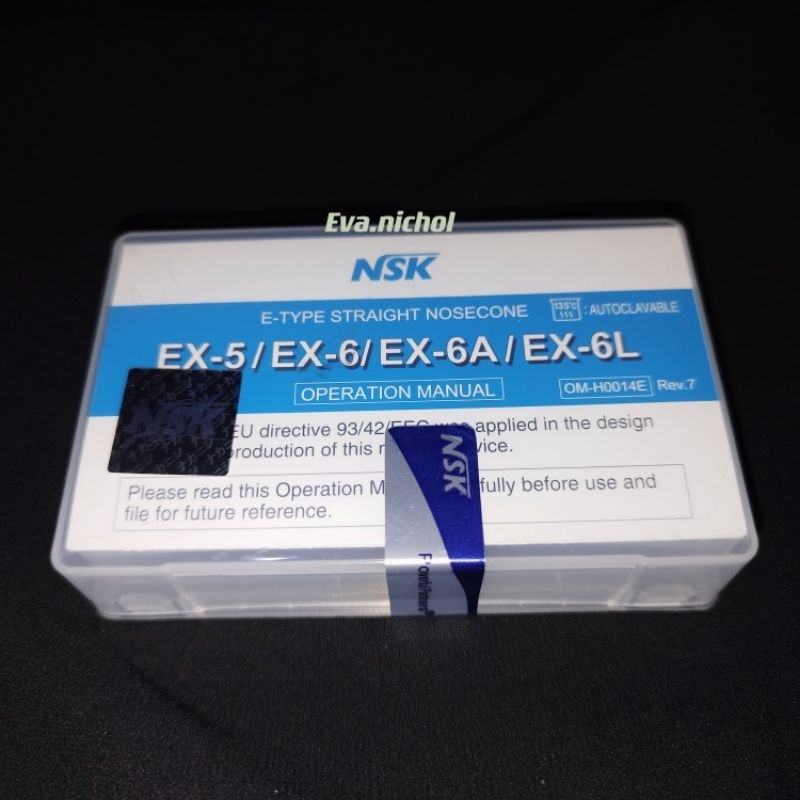 Eva.nichol
NSK
E-TYPE STRAIGHT NOSECONE 135°C : AUTOCLAVABLE
EX-5 / EX-6 / EX-6A / EX-6L
OPERATION MANUAL OM-H0014E Rev.7
NSK
EU directive 93/42/EEC was applied in the design
production of this
NSK
Please read this Operation before use and
file for future reference.
Powerful Partners®